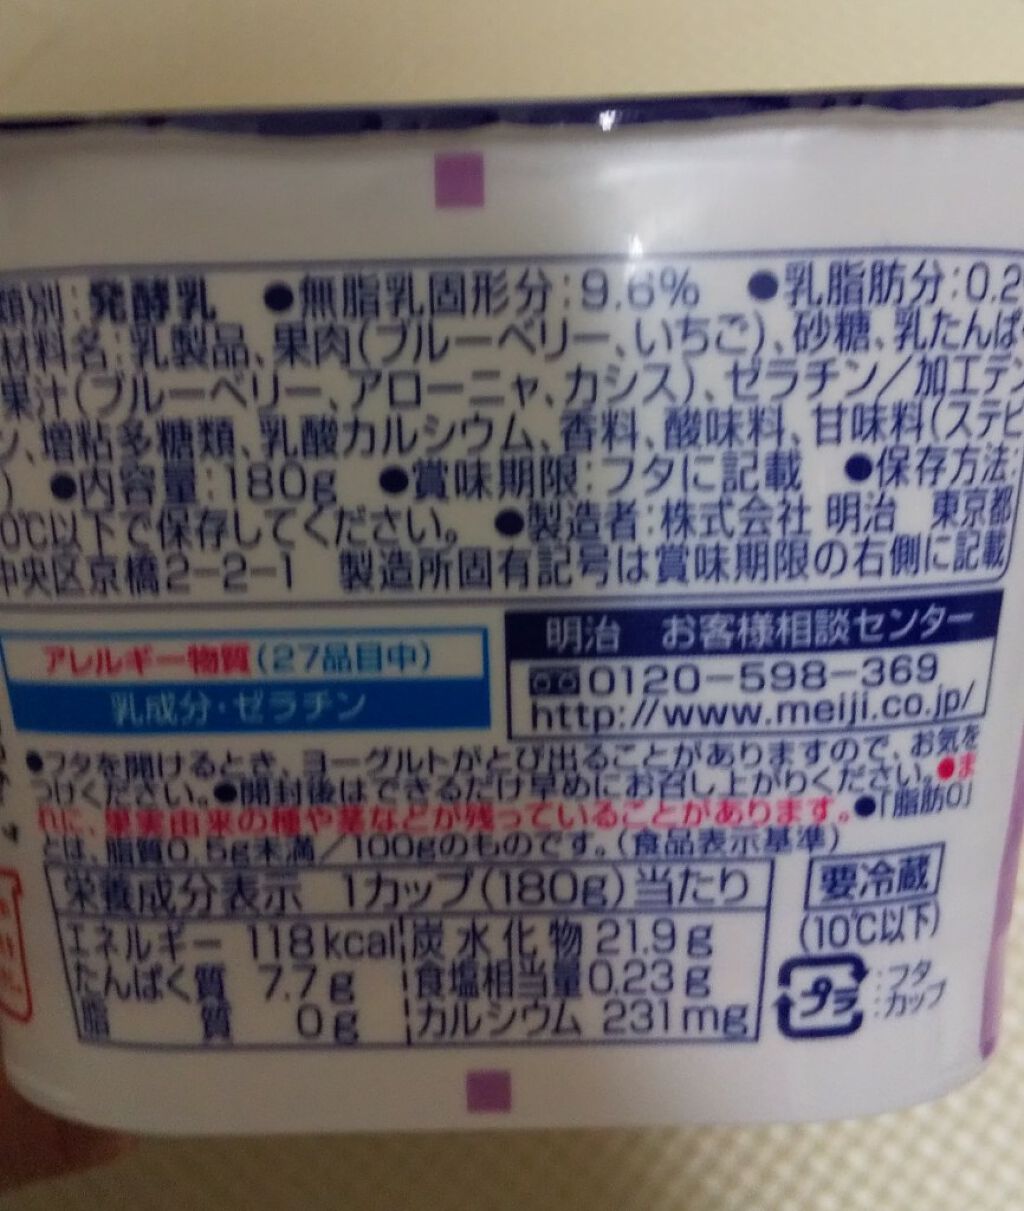 類別:発酵乳 ●無脂乳固形分:9.6% ●乳脂肪分:0.2
材料名:乳製品、果肉(ブルーベリー、いちご)、砂糖、乳たんぱ
果汁(ブルーベリー、アローニャ、カシス)、ゼラチン/加工デン
ン、増粘多糖類、乳酸カルシウム、香料、酸味料、甘味料(ステビ
) ●内容量:180g ●賞味期限:フタに記載 ●保存方法:
0℃以下で保存してください。 ●製造者:株式会社 明治 東京都
中央区京橋2-2-1 製造所固有記号は賞味期限の右側に記載
アレルギー物質(27品目中)
乳成分・ゼラチン
明治 お客様相談センター
0120-598-369
http://www.meiji.co.jp/
●フタを開けるとき、ヨーグルトがとび出ることがありますので、お気を
つけください。●開封後はできるだけ早めにお召し上がりください。●ま
れに、果実由来の種や茎などが残っていることがあります。●「脂肪0」
とは、脂質0.5g未満/100gのものです。(食品表示基準)
栄養成分表示 1カップ(180g)当たり
エネルギー 118kcal 炭水化物 21.9g
たんぱく質 7.7g 食塩相当量 0.23g
脂質 0g カルシウム 231mg
要冷蔵
(10℃以下)
プラ :フタ
:カップ